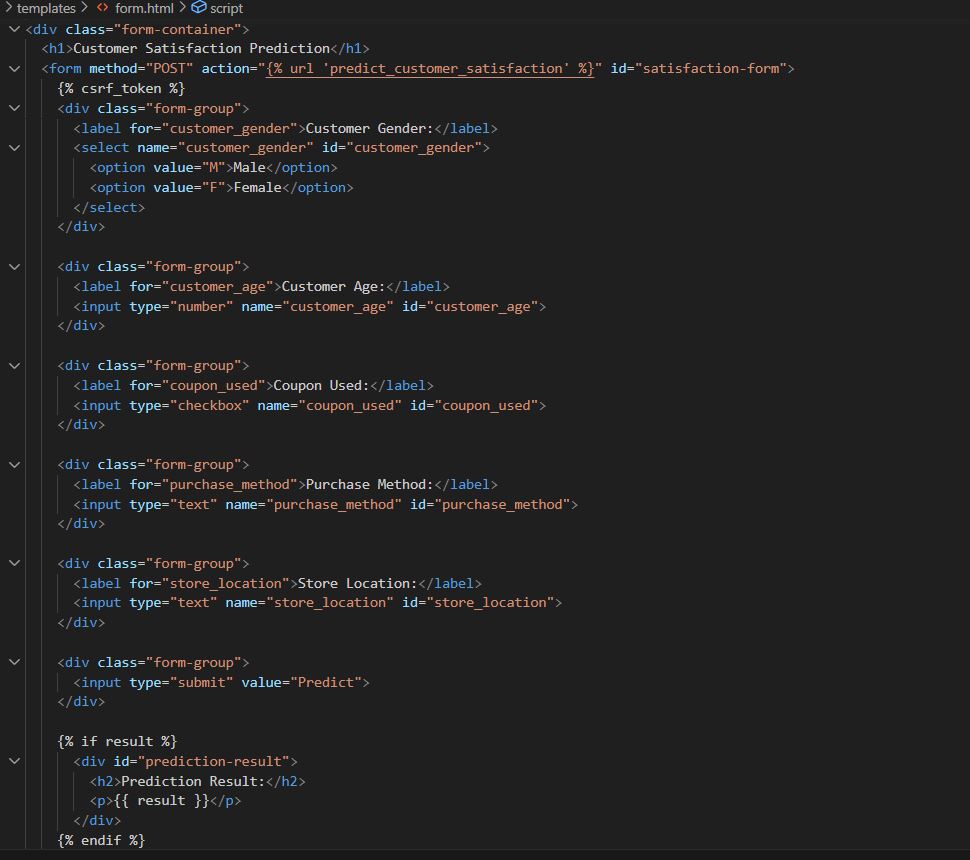 templates > form.html > script
<div class="form-container">
<h1>Customer Satisfaction Prediction</h1>
<form method="POST" action="{% url 'predict_customer_satisfaction' %}" id="satisfaction-form">
{% csrf_token %}
<div class="form-group">
<label for="customer_gender">Customer Gender:</label>
<select name="customer_gender" id="customer_gender">
<option value="M">Male</option>
<option value="F">Female</option>
</select>
</div>
<div class="form-group">
<label for="customer_age">Customer Age:</label>
<input type="number" name="customer_age" id="customer_age">
</div>
<div class="form-group">
<label for="coupon_used">Coupon Used:</label>
<input type="checkbox" name="coupon_used" id="coupon_used">
</div>
<div class="form-group">
<label for="purchase_method">Purchase Method:</label>
<input type="text" name="purchase_method" id="purchase_method">
</div>
<div class="form-group">
<label for="store_location">Store Location:</label>
<input type="text" name="store_location" id="store_location">
</div>
<div class="form-group">
<input type="submit" value="Predict">
</div>
{% if result %}
<div id="prediction-result">
<h2>Prediction Result:</h2>
<p>{{ result }}</p>
</div>
{% endif %}